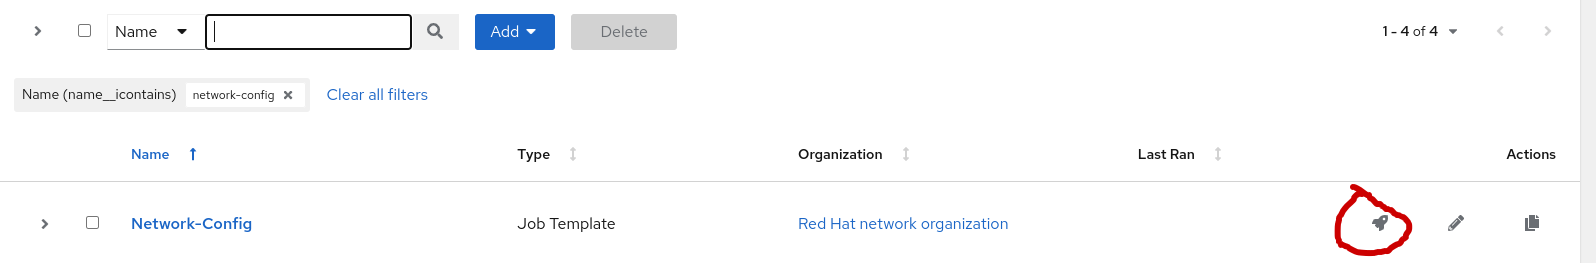 Name Add Delete 1 - 4 of 4
Name (name__icontains) network-config Clear all filters
Name Type Organization Last Ran Actions
Network-Config Job Template Red Hat network organization